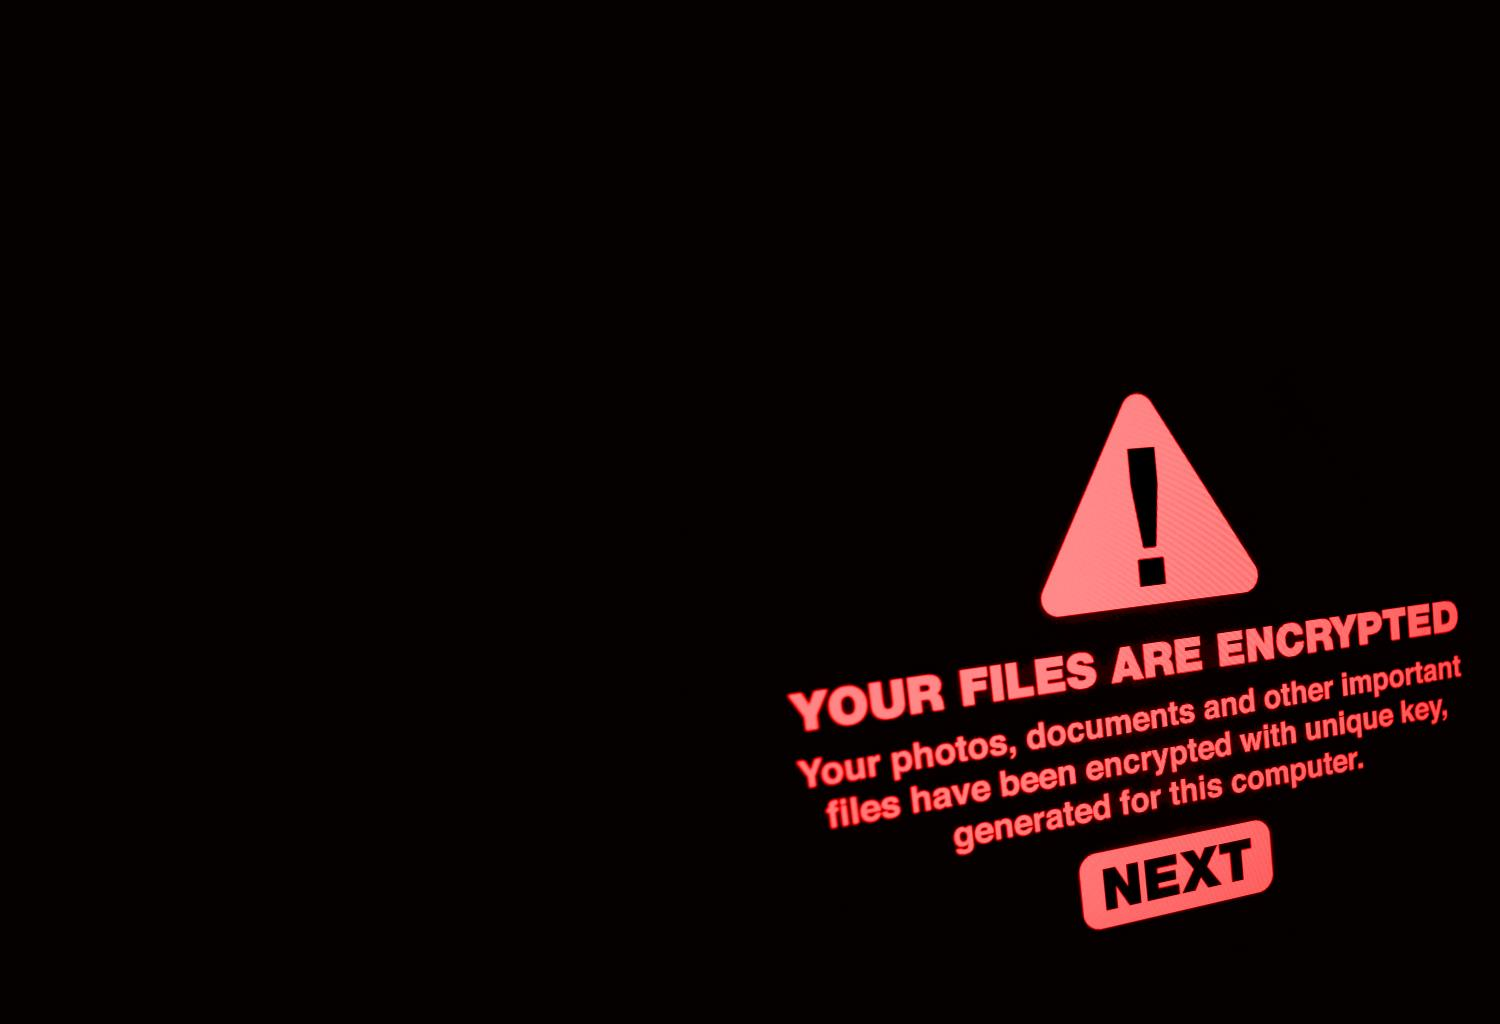 !
YOUR FILES ARE ENCRYPTED
Your photos, documents and other important
files have been encrypted with unique key,
generated for this computer.
NEXT